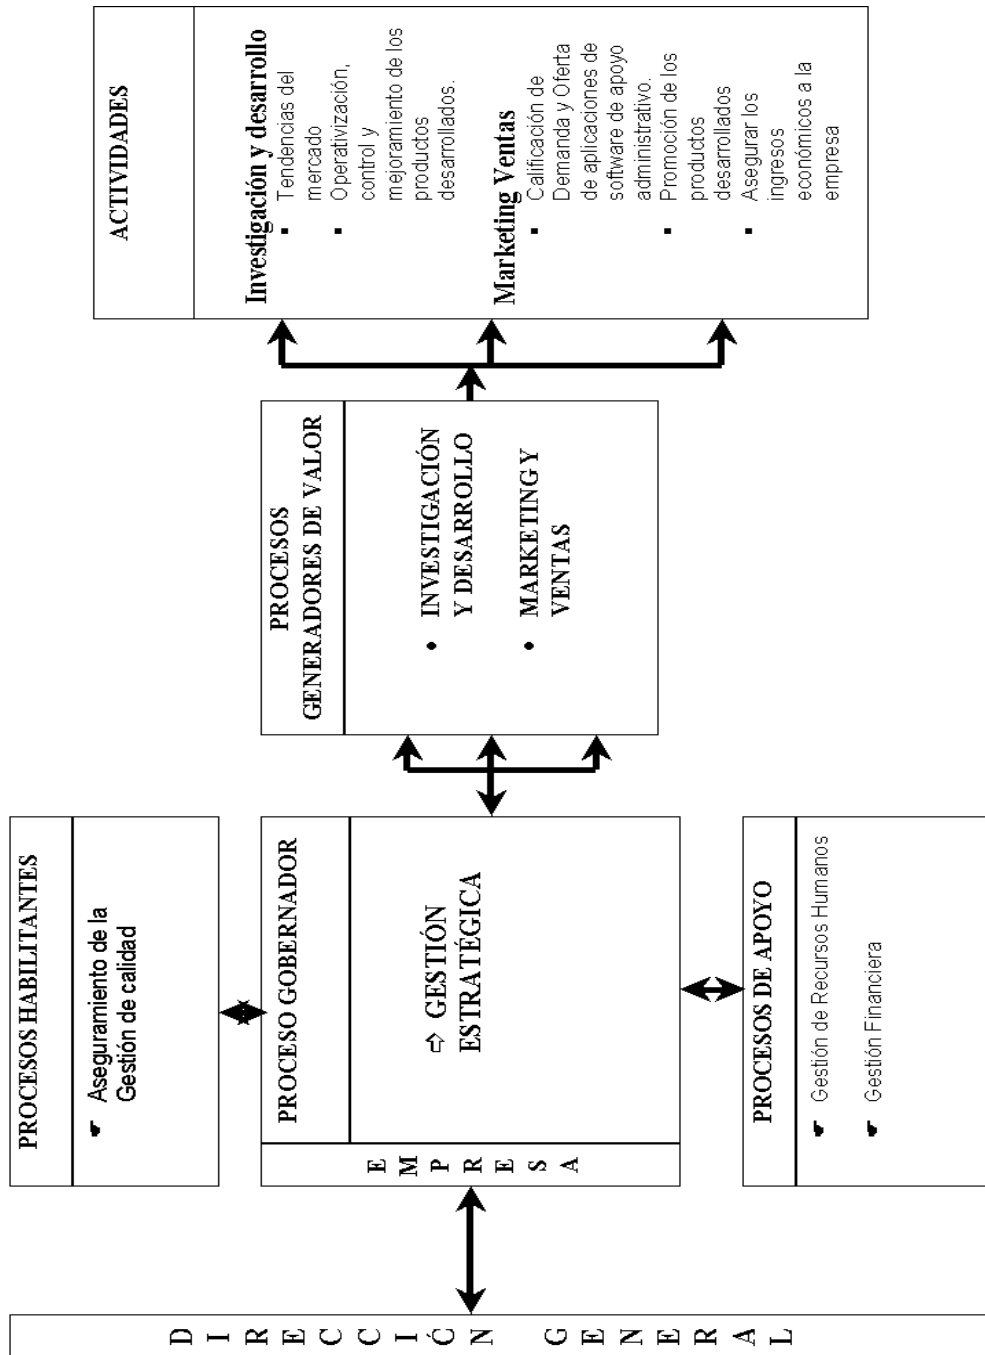 DIRECCIÓN GENERAL
PROCESOS HABILITANTES
Aseguramiento de la
Gestión de calidad
EMPRESA
PROCESO GOBERNADOR
⇨ GESTIÓN
ESTRATÉGICA
PROCESOS DE APOYO
Gestión de Recursos Humanos
Gestión Financiera
PROCESOS
GENERADORES DE VALOR
• INVESTIGACIÓN
Y DESARROLLO
• MARKETING Y
VENTAS
ACTIVIDADES
Investigación y desarrollo
▪ Tendencias del
mercado
▪ Operativización,
control y
mejoramiento de los
productos
desarrollados.
Marketing Ventas
▪ Calificación de
Demanda y Oferta
de aplicaciones de
software de apoyo
administrativo.
▪ Promoción de los
productos
desarrollados
▪ Asegurar los
ingresos
económicos a la
empresa